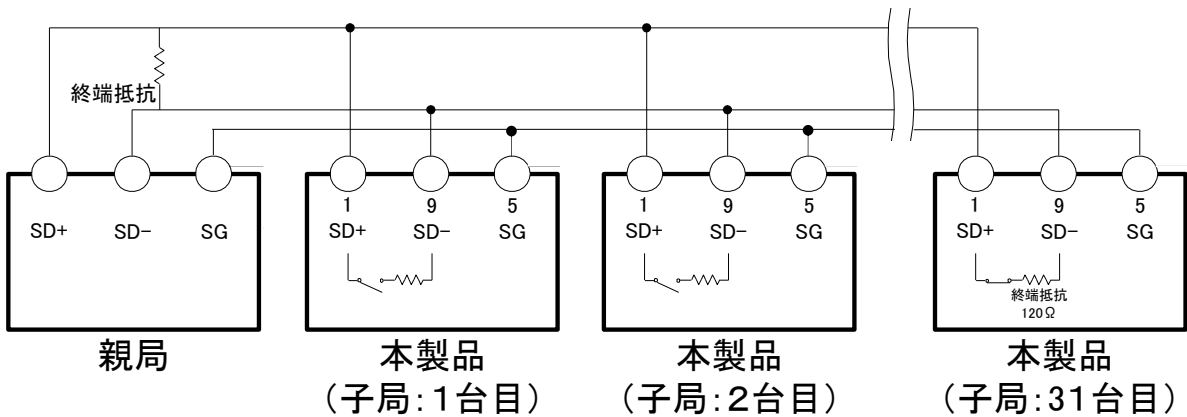 終端抵抗
SD+ SD- SG
1 9 5
SD+ SD- SG
1 9 5
SD+ SD- SG
1 9 5
SD+ SD- SG
終端抵抗
120Ω
親局
本製品
(子局:1台目)
本製品
(子局:2台目)
本製品
(子局:31台目)